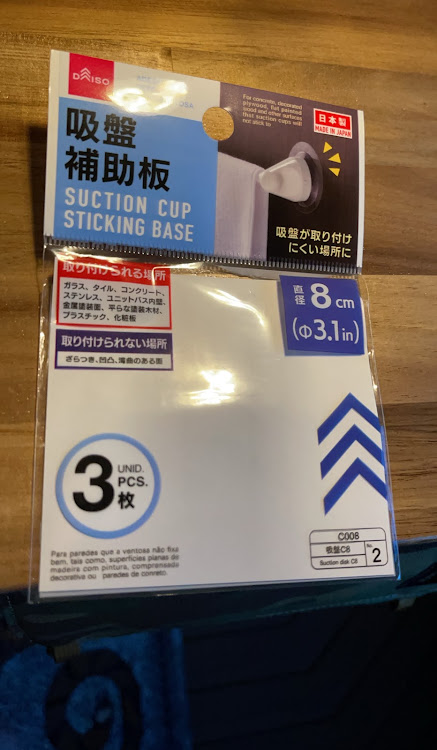 DAISO
吸盤
補助板
SUCTION CUP
STICKING BASE
For concrete, decorated
plywood, flat painted
wood and other surfaces
that suction cups will
not stick to
日本製
MADE IN JAPAN
吸盤が取り付け
にくい場所に
取り付けられる場所
ガラス、タイル、コンクリート、
ステンレス、ユニットバス内壁、
金属塗装面、平らな塗装木材、
プラスチック、化粧板
取り付けられない場所
ざらつき、凹凸、湾曲のある面
直径 8cm
(Φ3.1in)
3 UNID.
PCS.
枚
Para paredes que a ventosa não fixa
bem, tais como, superfícies planas de
madeira com pintura, compensado
decorativa ou paredes de concreto.
C008
吸盤C8
Suction disk C8
No.
2